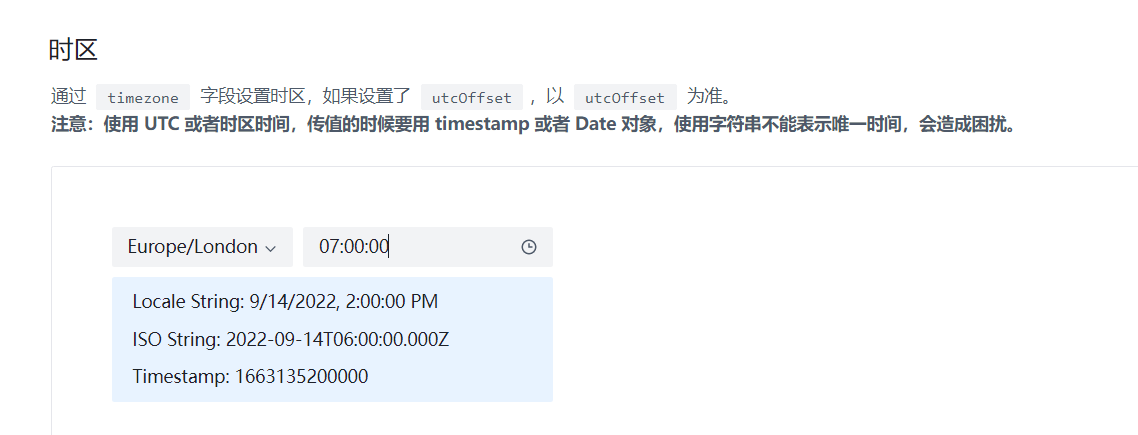 时区
通过 timezone 字段设置时区，如果设置了 utcOffset ，以 utcOffset 为准。
注意：使用 UTC 或者时区时间，传值的时候要用 timestamp 或者 Date 对象，使用字符串不能表示唯一时间，会造成困扰。
Europe/London 07:00:00
Locale String: 9/14/2022, 2:00:00 PM
ISO String: 2022-09-14T06:00:00.000Z
Timestamp: 1663135200000